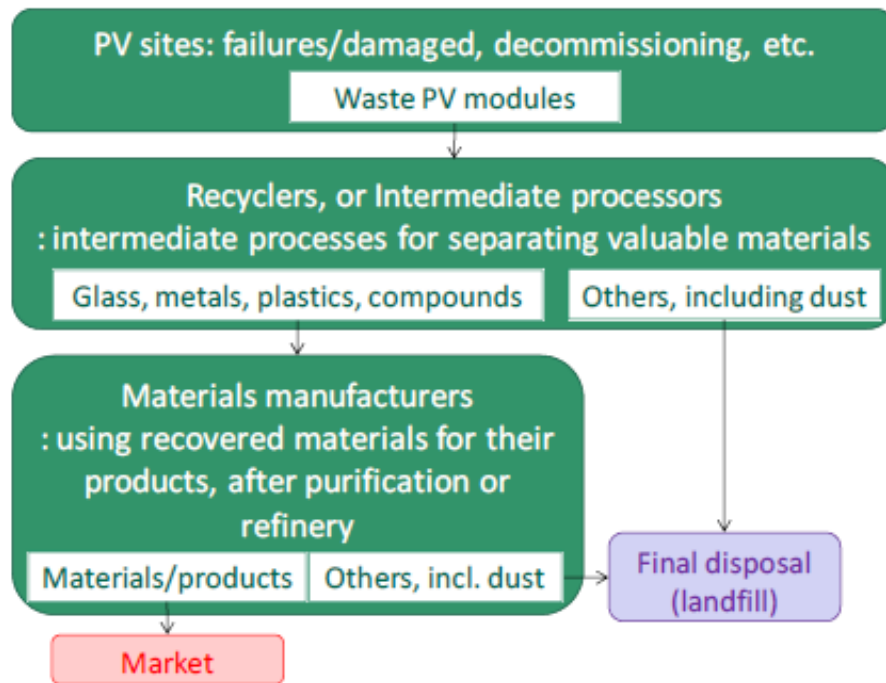 PV sites: failures/damaged, decommissioning, etc.
Waste PV modules
Recyclers, or Intermediate processors
: intermediate processes for separating valuable materials
Glass, metals, plastics, compounds
Others, including dust
Materials manufacturers
: using recovered materials for their
products, after purification or
refinery
Materials/products
Others, incl. dust
Final disposal
(landfill)
Market